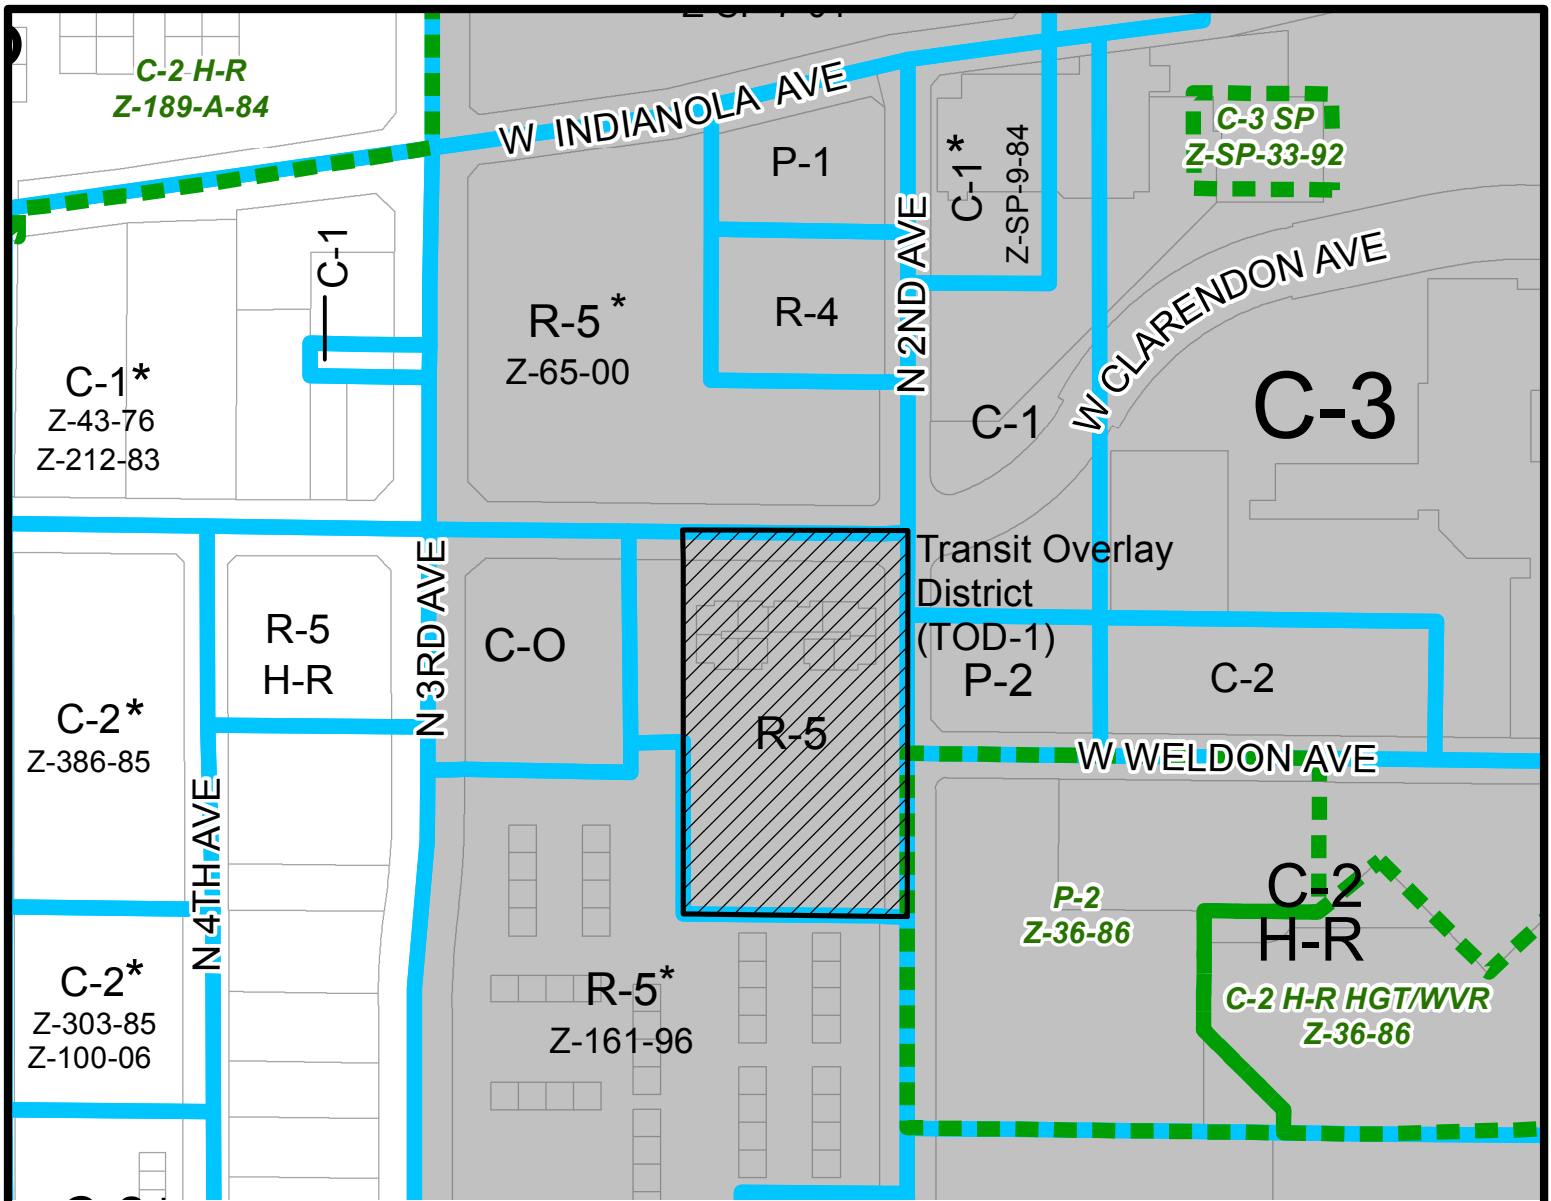 C-2 H-R
Z-189-A-84
W INDIANOLA AVE
P-1
C-1*
Z-SP-9-84
C-3 SP
Z-SP-33-92
C-1
R-5*
Z-65-00
R-4
N 2ND AVE
W CLARENDON AVE
C-1*
Z-43-76
Z-212-83
C-1
C-3
Transit Overlay
District
(TOD-1)
R-5
H-R
N 3RD AVE
C-O
P-2
C-2
C-2*
Z-386-85
R-5
W WELDON AVE
N 4TH AVE
P-2
Z-36-86
C-2
H-R
C-2*
Z-303-85
Z-100-06
R-5*
Z-161-96
C-2 H-R HGT/WVR
Z-36-86